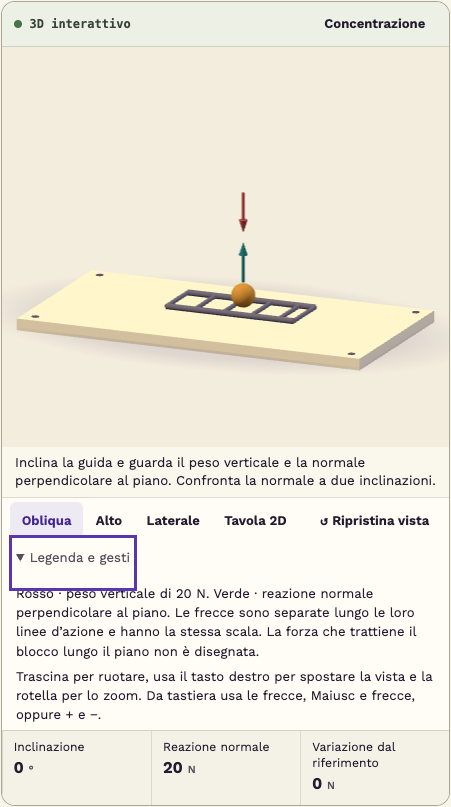 3D interattivo
Concentrazione
Inclina la guida e guarda il peso verticale e la normale
perpendicolare al piano. Confronta la normale a due inclinazioni.
Obliqua Alto Laterale Tavola 2D ↺ Ripristina vista
▼ Legenda e gesti
Rosso · peso verticale di 20 N. Verde · reazione normale
perpendicolare al piano. Le frecce sono separate lungo le loro
linee d’azione e hanno la stessa scala. La forza che trattiene il
blocco lungo il piano non è disegnata.
Trascina per ruotare, usa il tasto destro per spostare la vista e la
rotella per lo zoom. Da tastiera usa le frecce, Maiusc e frecce,
oppure + e −.
Inclinazione
0 °
Reazione normale
20 N
Variazione dal
riferimento
0 N